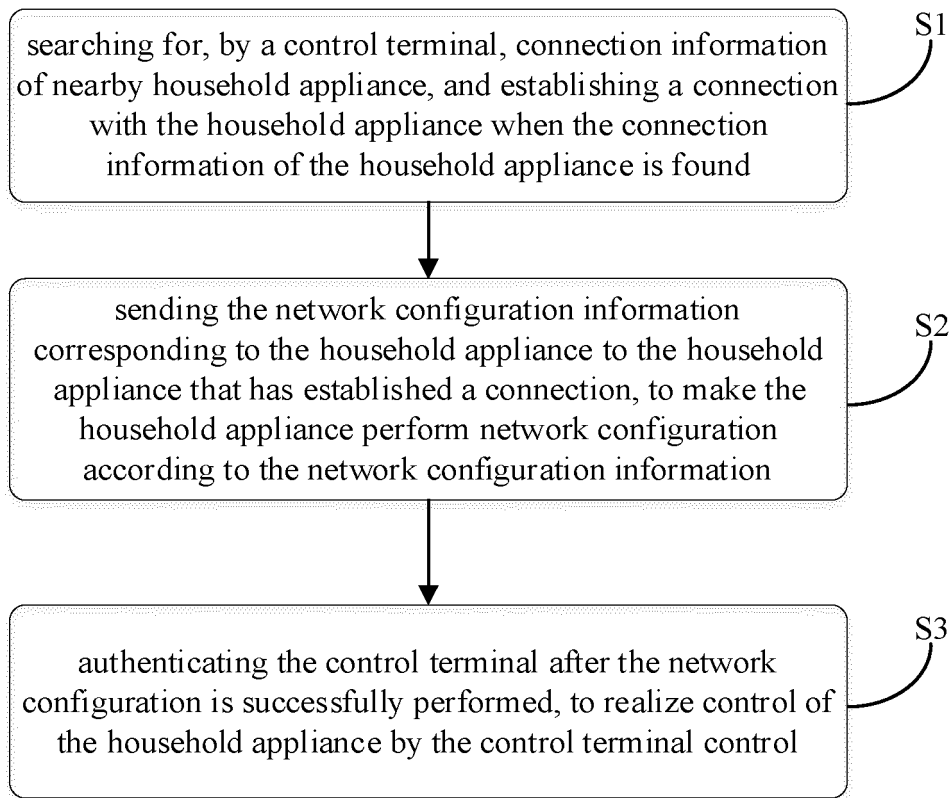 S1
searching for, by a control terminal, connection information
of nearby household appliance, and establishing a connection
with the household appliance when the connection
information of the household appliance is found
S2
sending the network configuration information
corresponding to the household appliance to the household
appliance that has established a connection, to make the
household appliance perform network configuration
according to the network configuration information
S3
authenticating the control terminal after the network
configuration is successfully performed, to realize control of
the household appliance by the control terminal control